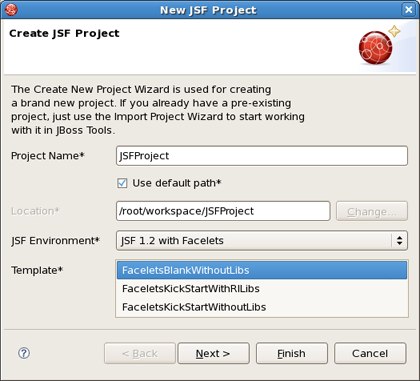 New JSF Project
Create JSF Project
The Create New Project Wizard is used for creating
a brand new project. If you already have a pre-existing
project, just use the Import Project Wizard to start working
with it in JBoss Tools.
Project Name* JSFProject
Use default path*
Location* /root/workspace/JSFProject Change...
JSF Environment* JSF 1.2 with Facelets
Template* FaceletsBlankWithoutLibs
FaceletsKickStartWithRILibs
FaceletsKickStartWithoutLibs
? < Back Next > Finish Cancel